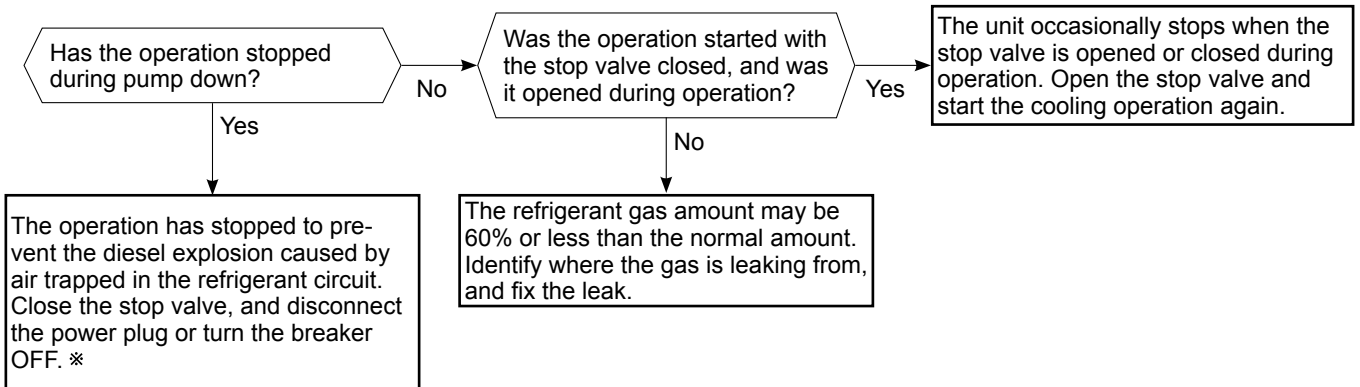 Has the operation stopped
during pump down?
No
Was the operation started with
the stop valve closed, and was
it opened during operation?
Yes
The unit occasionally stops when the
stop valve is opened or closed during
operation. Open the stop valve and
start the cooling operation again.
Yes
No
The operation has stopped to pre-
vent the diesel explosion caused by
air trapped in the refrigerant circuit.
Close the stop valve, and disconnect
the power plug or turn the breaker
OFF. ※
The refrigerant gas amount may be
60% or less than the normal amount.
Identify where the gas is leaking from,
and fix the leak.